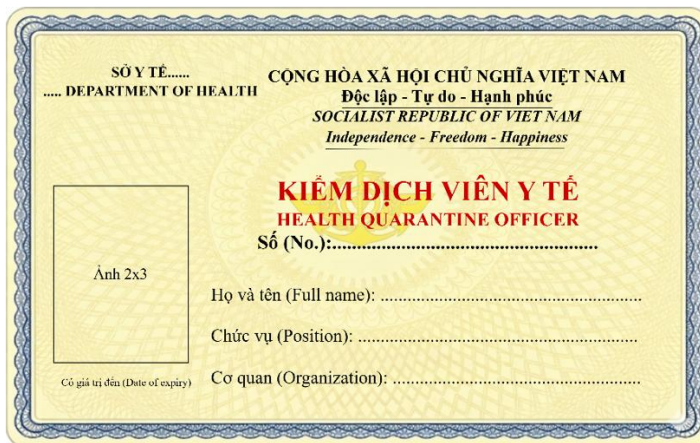 SỞ Y TẾ......
..... DEPARTMENT OF HEALTH
CỘNG HÒA XÃ HỘI CHỦ NGHĨA VIỆT NAM
Độc lập - Tự do - Hạnh phúc
SOCIALIST REPUBLIC OF VIET NAM
Independence - Freedom - Happiness
KIỂM DỊCH VIÊN Y TẾ
HEALTH QUARANTINE OFFICER
Số (No.):..........................................
Ảnh 2x3
Họ và tên (Full name): ....................................................
Chức vụ (Position): ........................................................
Có giá trị đến (Date of expiry)
Cơ quan (Organization): .................................................